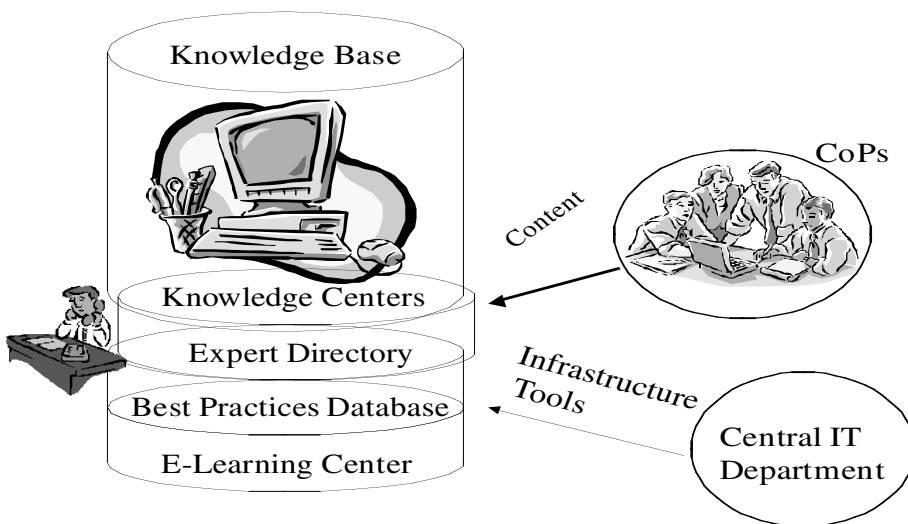 Knowledge Base
CoPs
Content
Knowledge Centers
Expert Directory
Infrastructure
Tools
Best Practices Database
Central IT
Department
E-Learning Center